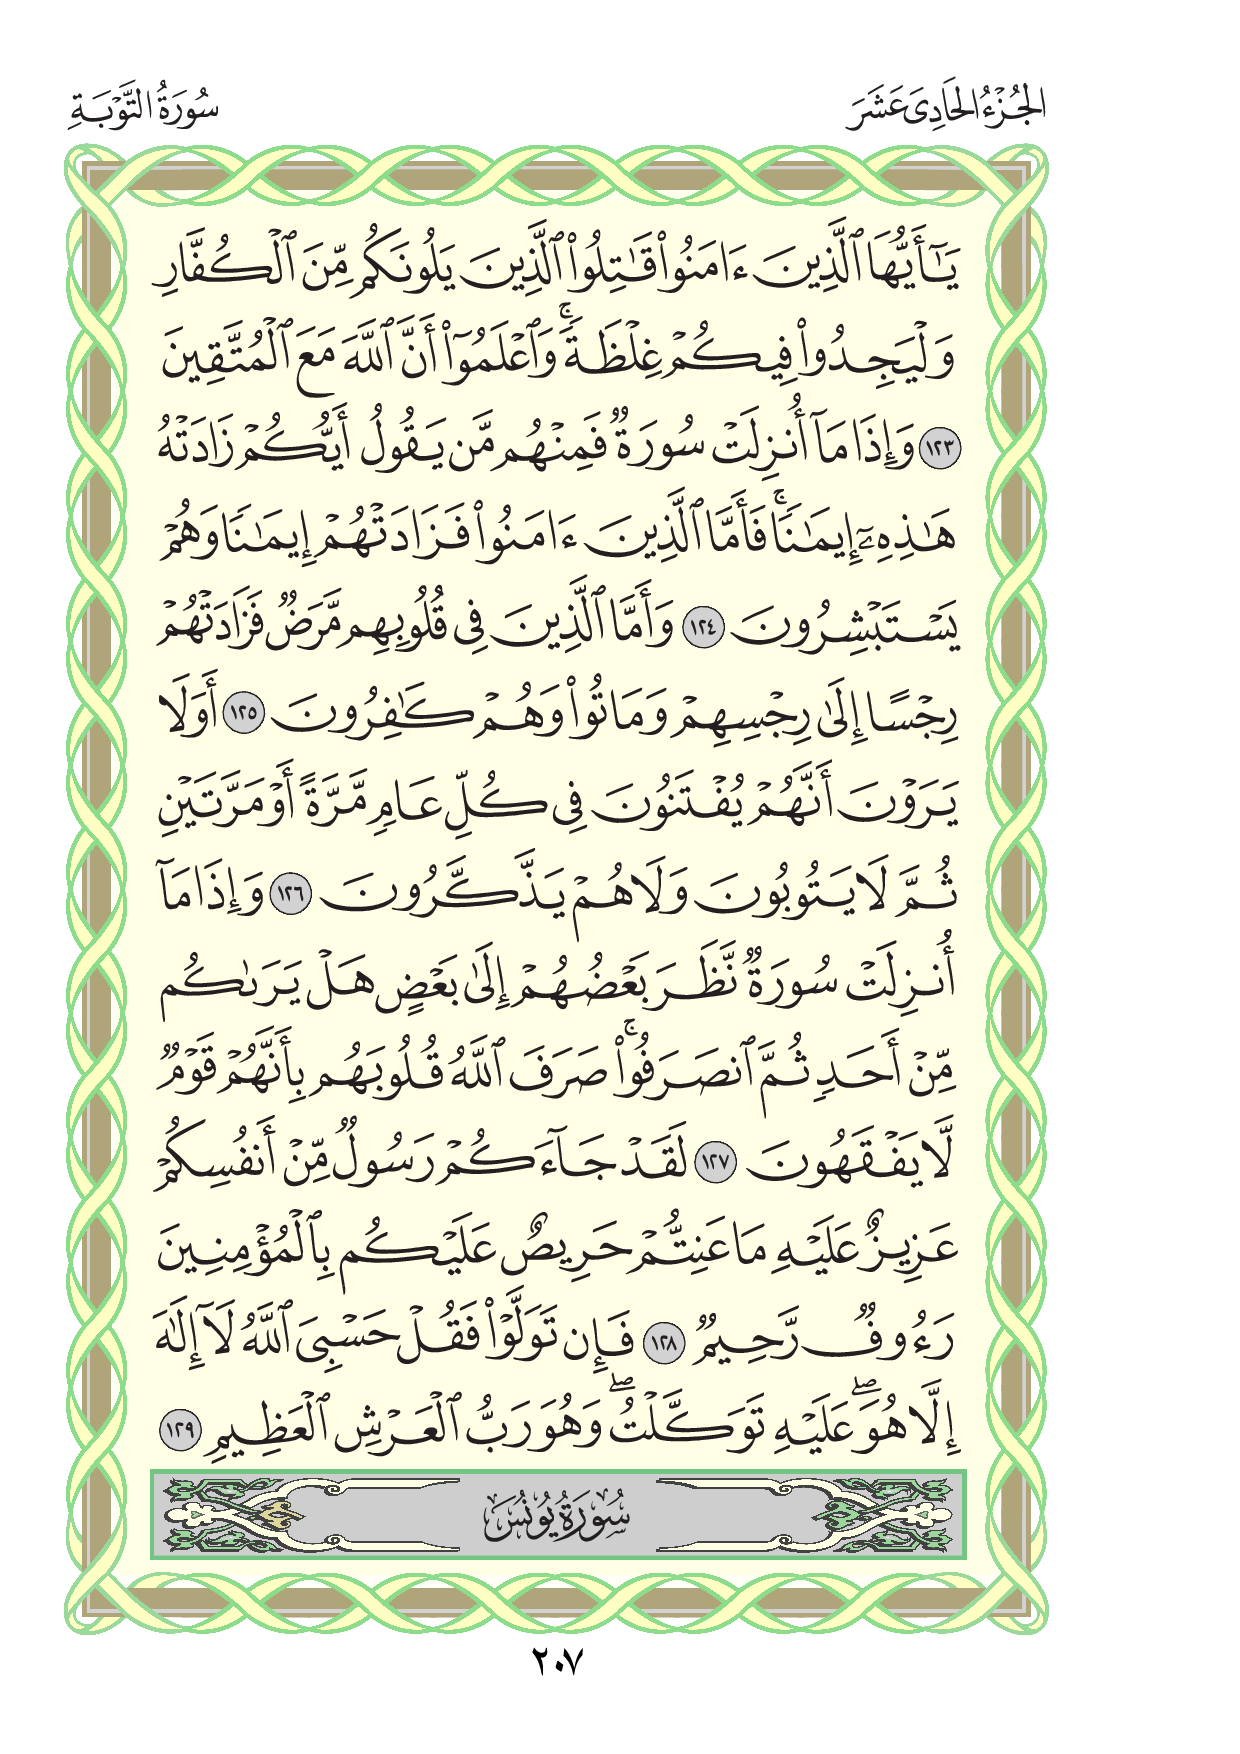 الجُزْءُ الحَادِى عَشَرَ
سُورَةُ التَّوْبَةِ
يَٰٓأَيُّهَا ٱلَّذِينَ ءَامَنُوا۟ قَٰتِلُوا۟ ٱلَّذِينَ يَلُونَكُم مِّنَ ٱلْكُفَّارِ
وَلْيَجِدُوا۟ فِيكُمْ غِلْظَةً ۚ وَٱعْلَمُوٓا۟ أَنَّ ٱللَّهَ مَعَ ٱلْمُتَّقِينَ
١٢٣ وَإِذَا مَآ أُنزِلَتْ سُورَةٌ فَمِنْهُم مَّن يَقُولُ أَيُّكُمْ زَادَتْهُ
هَٰذِهِۦٓ إِيمَٰنًا ۚ فَأَمَّا ٱلَّذِينَ ءَامَنُوا۟ فَزَادَتْهُمْ إِيمَٰنًا وَهُمْ
يَسْتَبْشِرُونَ ١٢٤ وَأَمَّا ٱلَّذِينَ فِى قُلُوبِهِم مَّرَضٌ فَزَادَتْهُمْ
رِجْسًا إِلَىٰ رِجْسِهِمْ وَمَاتُوا۟ وَهُمْ كَٰفِرُونَ ١٢٥ أَوَلَا
يَرَوْنَ أَنَّهُمْ يُفْتَنُونَ فِى كُلِّ عَامٍ مَّرَّةً أَوْ مَرَّتَيْنِ
ثُمَّ لَا يَتُوبُونَ وَلَا هُمْ يَذَّكَّرُونَ ١٢٦ وَإِذَا مَآ
أُنزِلَتْ سُورَةٌ نَّظَرَ بَعْضُهُمْ إِلَىٰ بَعْضٍ هَلْ يَرَىٰكُم
مِّنْ أَحَدٍ ثُمَّ ٱنصَرَفُوا۟ ۚ صَرَفَ ٱللَّهُ قُلُوبَهُم بِأَنَّهُمْ قَوْمٌ
لَّا يَفْقَهُونَ ١٢٧ لَقَدْ جَآءَكُمْ رَسُولٌ مِّنْ أَنفُسِكُمْ
عَزِيزٌ عَلَيْهِ مَا عَنِتُّمْ حَرِيصٌ عَلَيْكُم بِٱلْمُؤْمِنِينَ
رَءُوفٌ رَّحِيمٌ ١٢٨ فَإِن تَوَلَّوْا۟ فَقُلْ حَسْبِىَ ٱللَّهُ لَآ إِلَٰهَ
إِلَّا هُوَ ۖ عَلَيْهِ تَوَكَّلْتُ ۖ وَهُوَ رَبُّ ٱلْعَرْشِ ٱلْعَظِيمِ ١٢٩
سُورَةُ يُونُسَ
٢٠٧